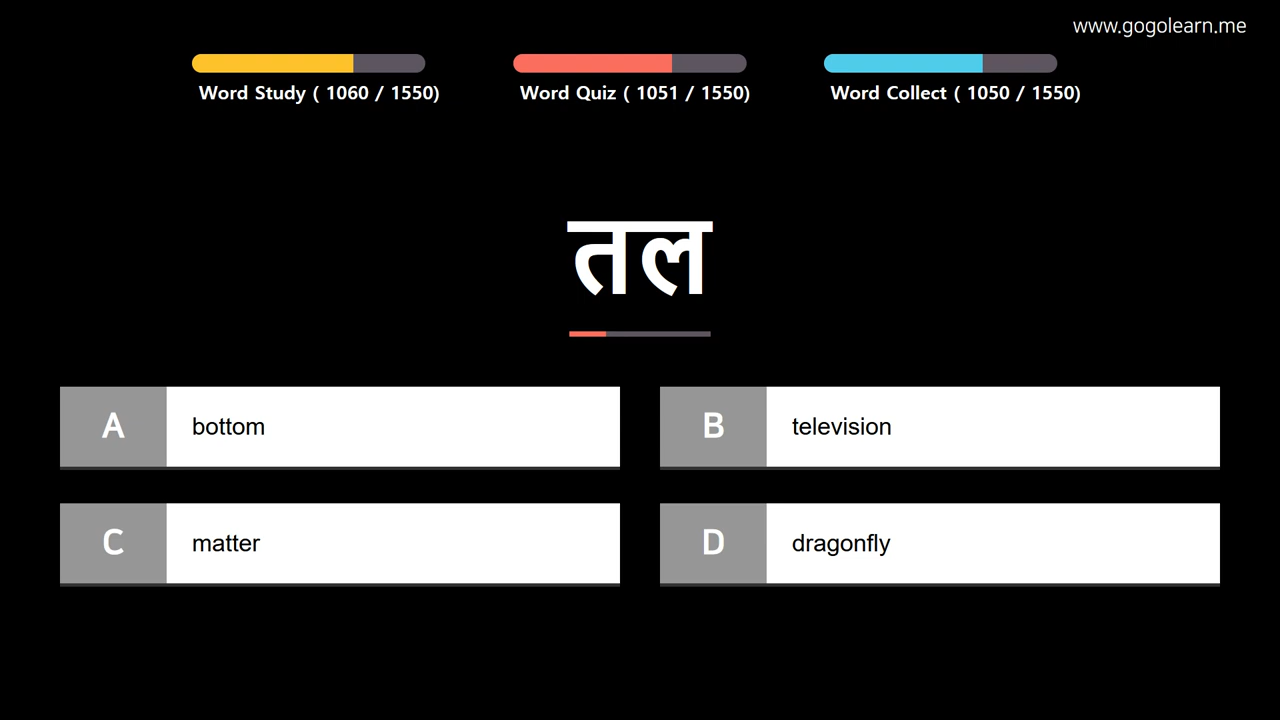 www.gogolearn.me
Word Study ( 1060 / 1550)
Word Quiz ( 1051 / 1550)
Word Collect ( 1050 / 1550)
तल
A bottom
B television
C matter
D dragonfly